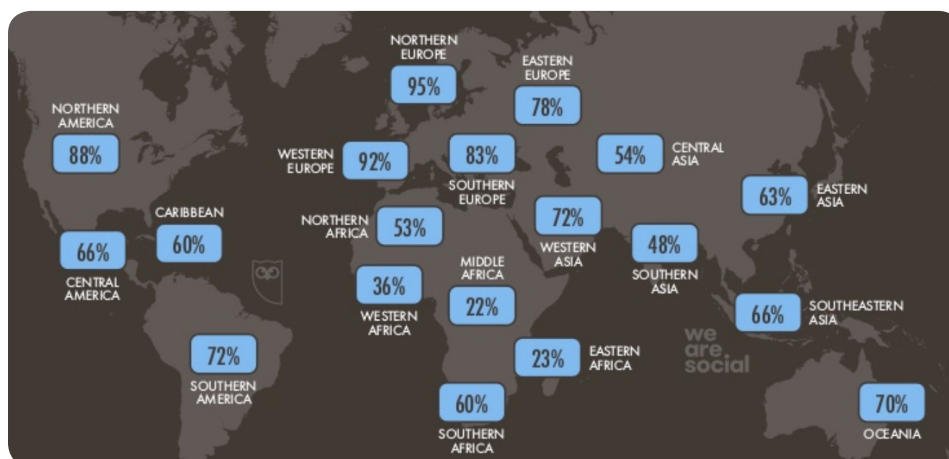 NORTHERN
EUROPE
95%
EASTERN
EUROPE
78%
NORTHERN
AMERICA
88%
WESTERN
EUROPE
92%
83%
SOUTHERN
EUROPE
54%
CENTRAL
ASIA
63%
EASTERN
ASIA
CARIBBEAN
60%
NORTHERN
AFRICA
53%
72%
WESTERN
ASIA
48%
SOUTHERN
ASIA
66%
CENTRAL
AMERICA
36%
WESTERN
AFRICA
MIDDLE
AFRICA
22%
66%
SOUTHEASTERN
ASIA
we
are
social
72%
SOUTHERN
AMERICA
23%
EASTERN
AFRICA
60%
SOUTHERN
AFRICA
70%
OCEANIA